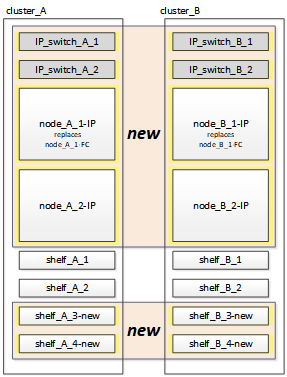 cluster_A
cluster_B
IP_switch_A_1
IP_switch_B_1
IP_switch_A_2
IP_switch_B_2
node_A_1-IP
replaces
node_A_1-FC
new
node_B_1-IP
replaces
node_B_1-FC
node_A_2-IP
node_B_2-IP
shelf_A_1
shelf_B_1
shelf_A_2
shelf_B_2
shelf_A_3-new
shelf_B_3-new
new
shelf_A_4-new
shelf_B_4-new